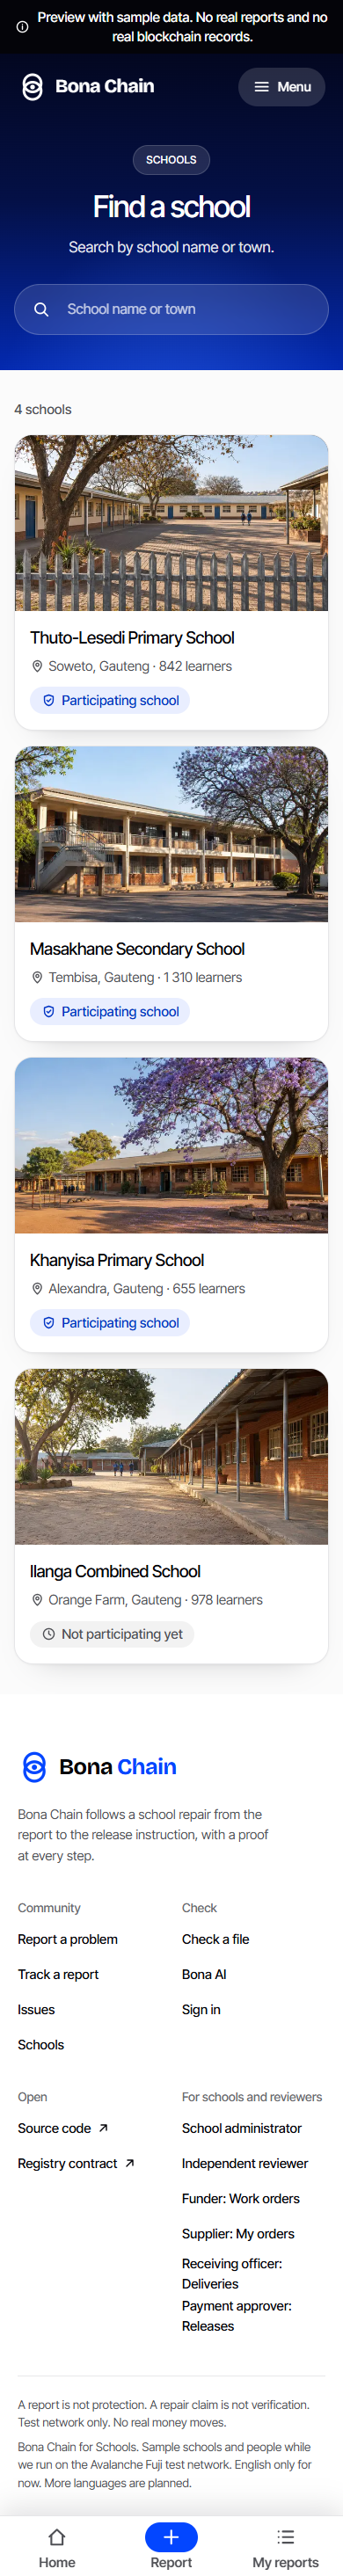 Preview with sample data. No real reports and no
real blockchain records.
Bona Chain
Menu
SCHOOLS
Find a school
Search by school name or town.
School name or town
4 schools
Thuto-Lesedi Primary School
Soweto, Gauteng · 842 learners
Participating school
Masakhane Secondary School
Tembisa, Gauteng · 1 310 learners
Participating school
Khanyisa Primary School
Alexandra, Gauteng · 655 learners
Participating school
Ilanga Combined School
Orange Farm, Gauteng · 978 learners
Not participating yet
Bona Chain
Bona Chain follows a school repair from the
report to the release instruction, with a proof
at every step.
Community
Report a problem
Track a report
Issues
Schools
Check
Check a file
Bona AI
Sign in
Open
Source code
Registry contract
For schools and reviewers
School administrator
Independent reviewer
Funder: Work orders
Supplier: My orders
Receiving officer:
Deliveries
Payment approver:
Releases
A report is not protection. A repair claim is not verification.
Test network only. No real money moves.
Bona Chain for Schools. Sample schools and people while
we run on the Avalanche Fuji test network. English only for
now. More languages are planned.
Home
Report
My reports